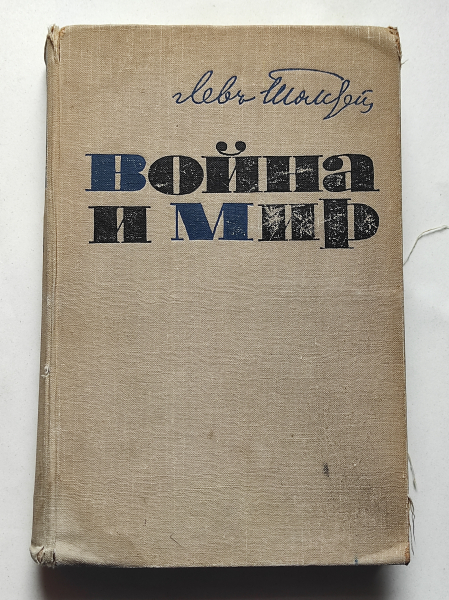 Левъ Толстой
Война
и мир